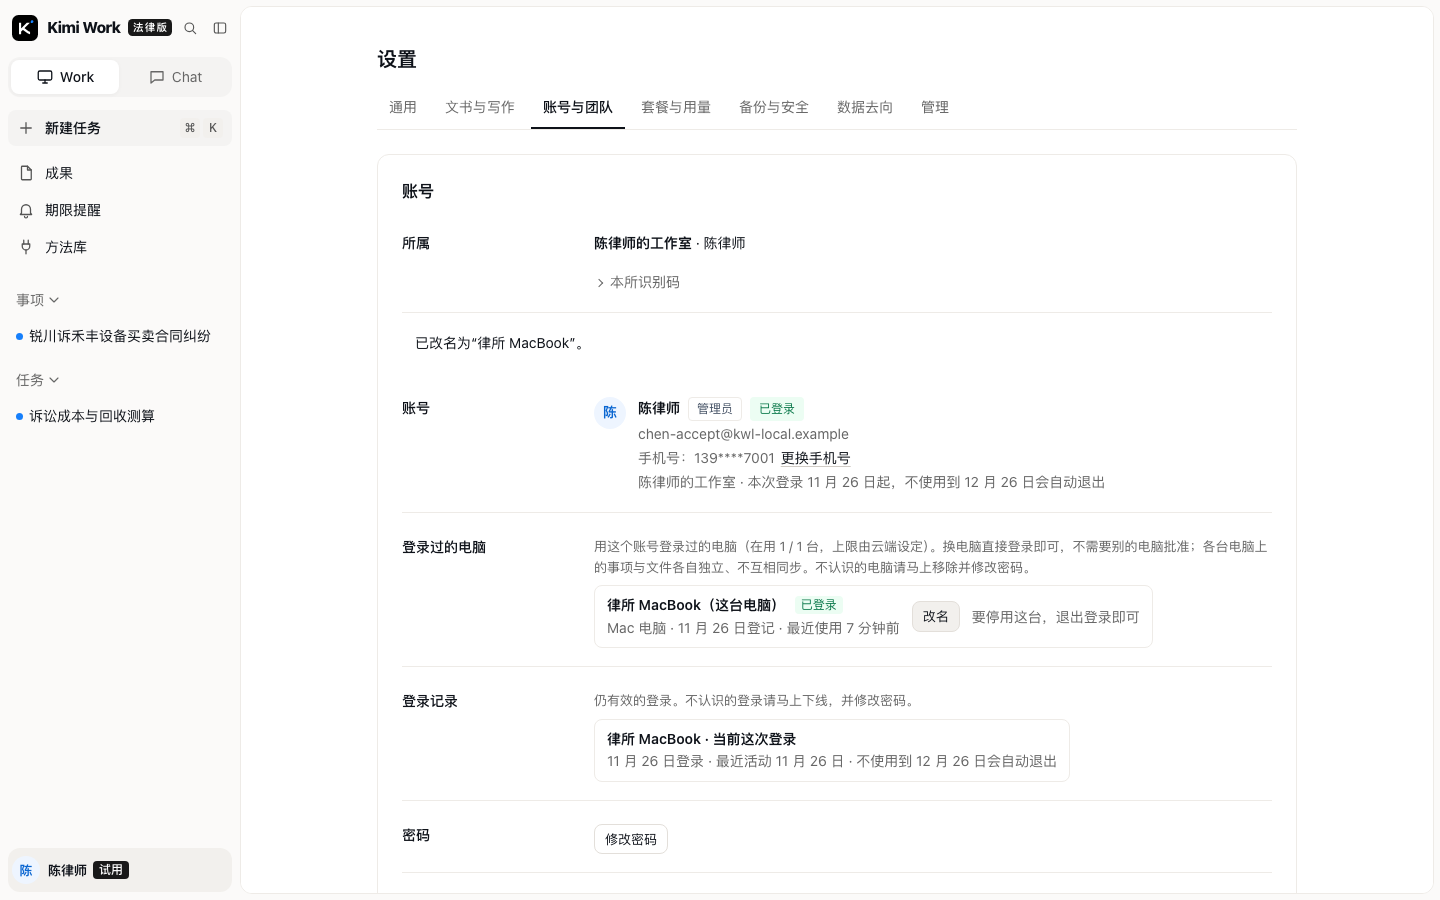 Kimi Work 法律版
Work
Chat
新建任务 ⌘ K
成果
期限提醒
方法库
事项
锐川诉禾丰设备买卖合同纠纷
任务
诉讼成本与回收测算
陈 陈律师 试用
设置
通用 文书与写作 账号与团队 套餐与用量 备份与安全 数据去向 管理
账号
所属 陈律师的工作室 · 陈律师
本所识别码
已改名为“律所 MacBook”。
账号 陈 陈律师 管理员 已登录
chen-accept@kwl-local.example
手机号：139****7001 更换手机号
陈律师的工作室 · 本次登录 11 月 26 日起，不使用到 12 月 26 日会自动退出
登录过的电脑 用这个账号登录过的电脑（在用 1 / 1 台，上限由云端设定）。换电脑直接登录即可，不需要别的电脑批准；各台电脑上
的事项与文件各自独立、不互相同步。不认识的电脑请马上移除并修改密码。
律所 MacBook（这台电脑） 已登录
Mac 电脑 · 11 月 26 日登记 · 最近使用 7 分钟前
改名 要停用这台，退出登录即可
登录记录 仍有效的登录。不认识的登录请马上下线，并修改密码。
律所 MacBook · 当前这次登录
11 月 26 日登录 · 最近活动 11 月 26 日 · 不使用到 12 月 26 日会自动退出
密码 修改密码